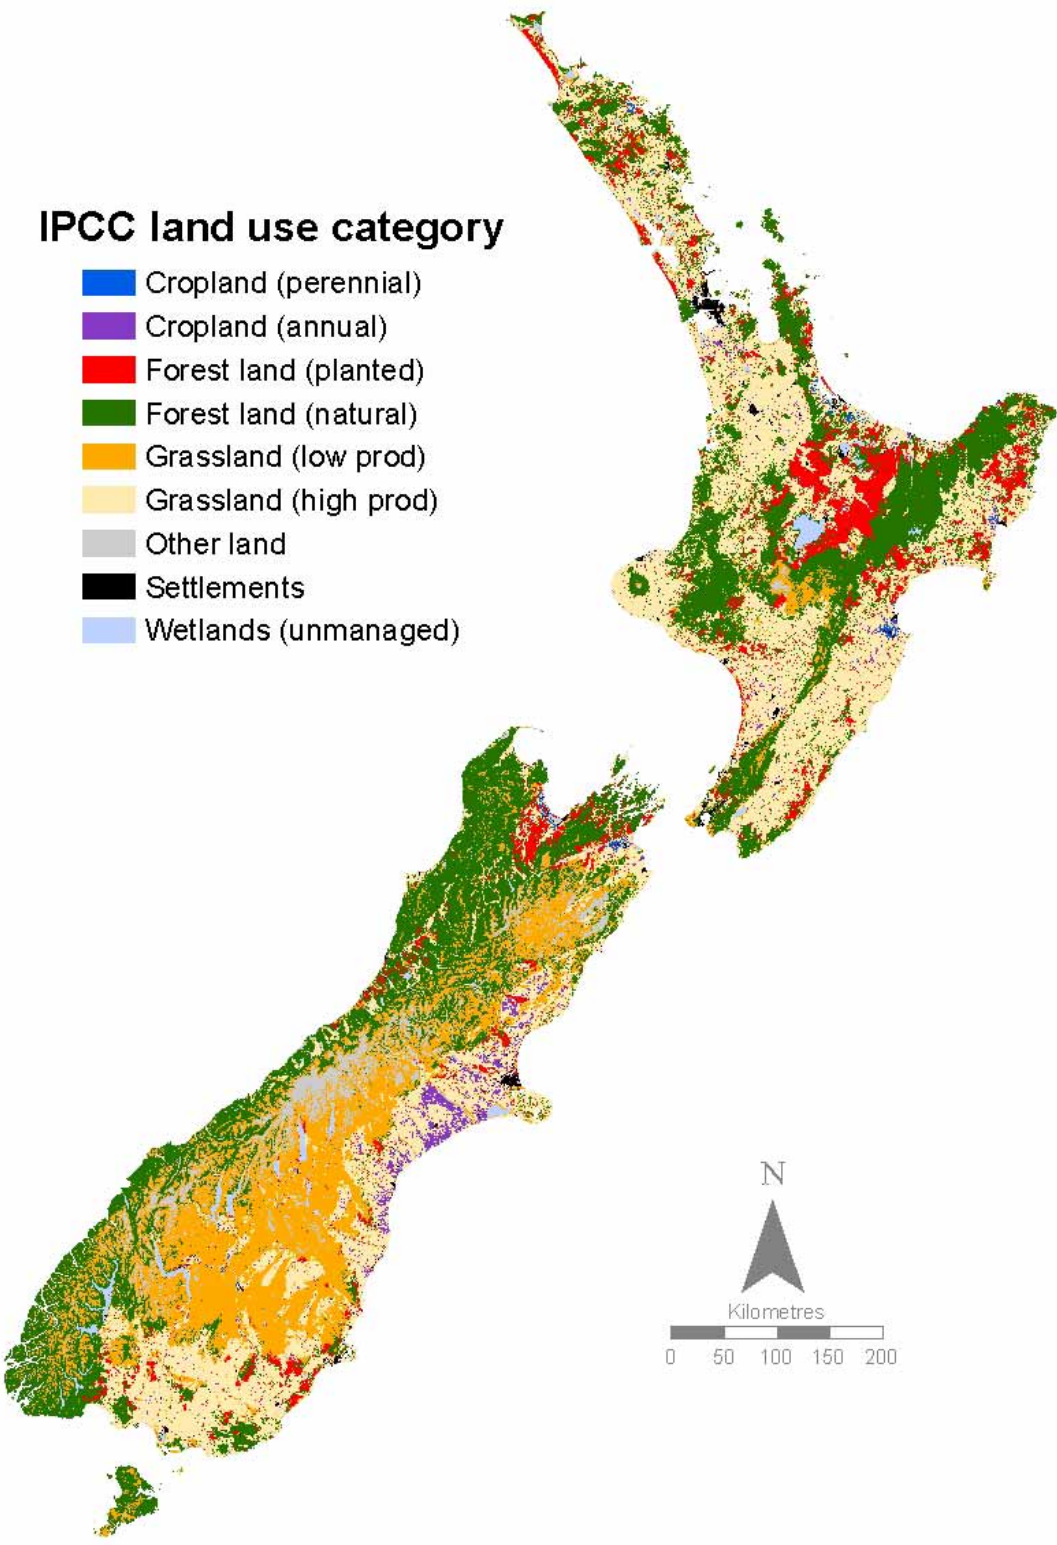 IPCC land use category
Cropland (perennial)
Cropland (annual)
Forest land (planted)
Forest land (natural)
Grassland (low prod)
Grassland (high prod)
Other land
Settlements
Wetlands (unmanaged)
N
Kilometres
0 50 100 150 200